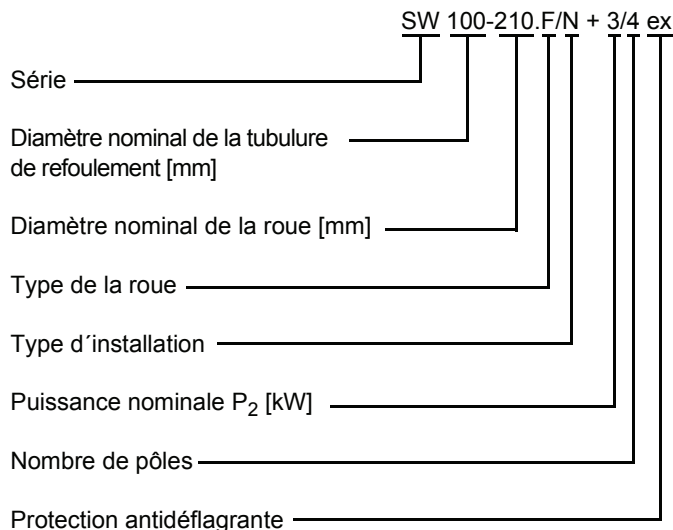 SW 100-210.F/N + 3/4 ex
Série
Diamètre nominal de la tubulure
de refoulement [mm]
Diamètre nominal de la roue [mm]
Type de la roue
Type d´installation
Puissance nominale P2 [kW]
Nombre de pôles
Protection antidéflagrante